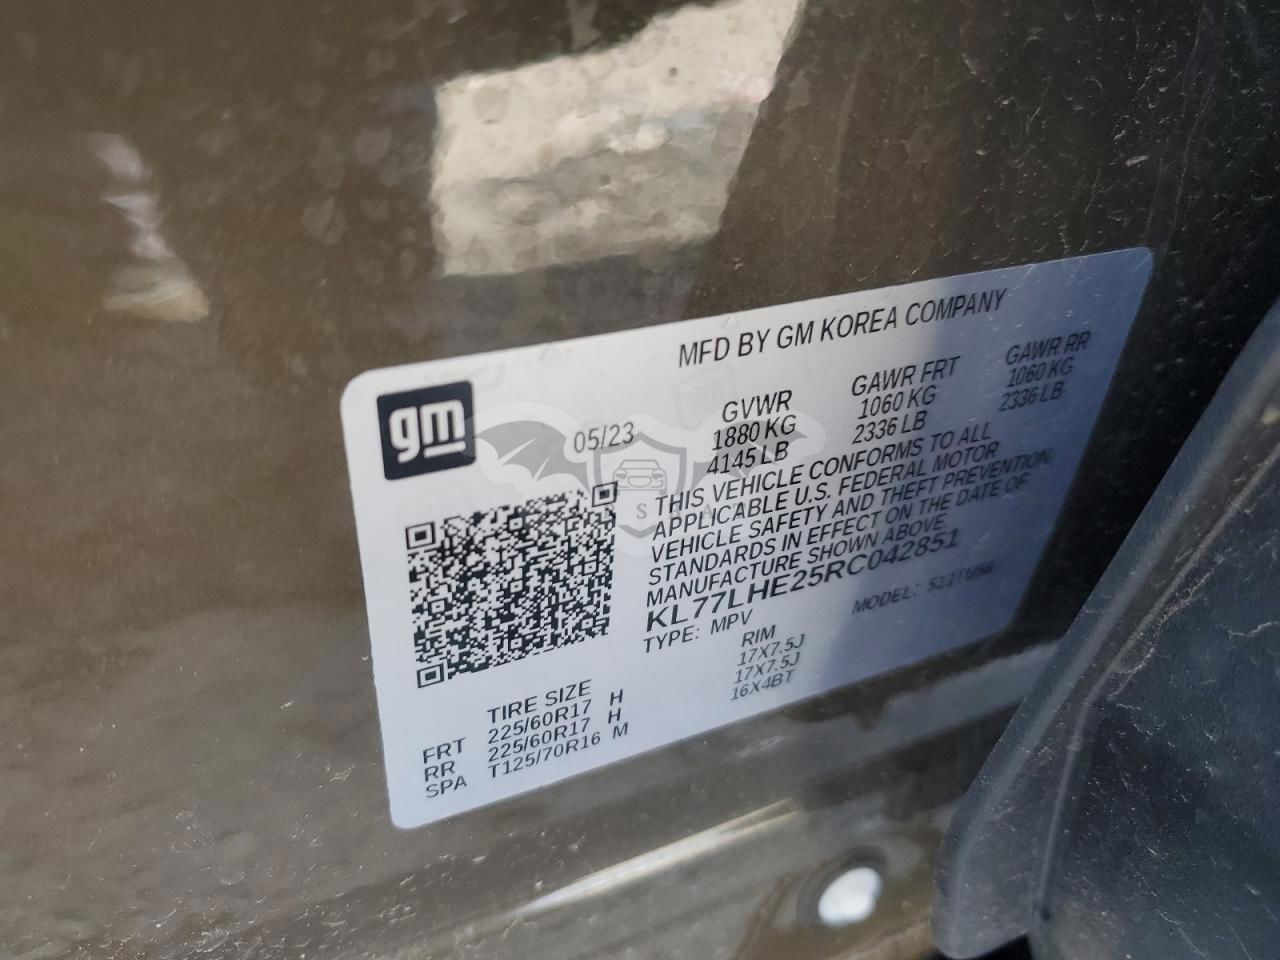 MFD BY GM KOREA COMPANY
gm
05/23
GVWR
1880 KG
4145 LB
GAWR FRT
1060 KG
2336 LB
GAWR RR
1060 KG
2336 LB
THIS VEHICLE CONFORMS TO ALL
APPLICABLE U.S. FEDERAL MOTOR
VEHICLE SAFETY AND THEFT PREVENTION
STANDARDS IN EFFECT ON THE DATE OF
MANUFACTURE SHOWN ABOVE.
KL77LHE25RC042851
TYPE: MPV
MODEL:
TIRE SIZE
RIM
FRT 225/60R17 H 17X7.5J
RR 225/60R17 H 17X7.5J
SPA T125/70R16 M 16X4BT